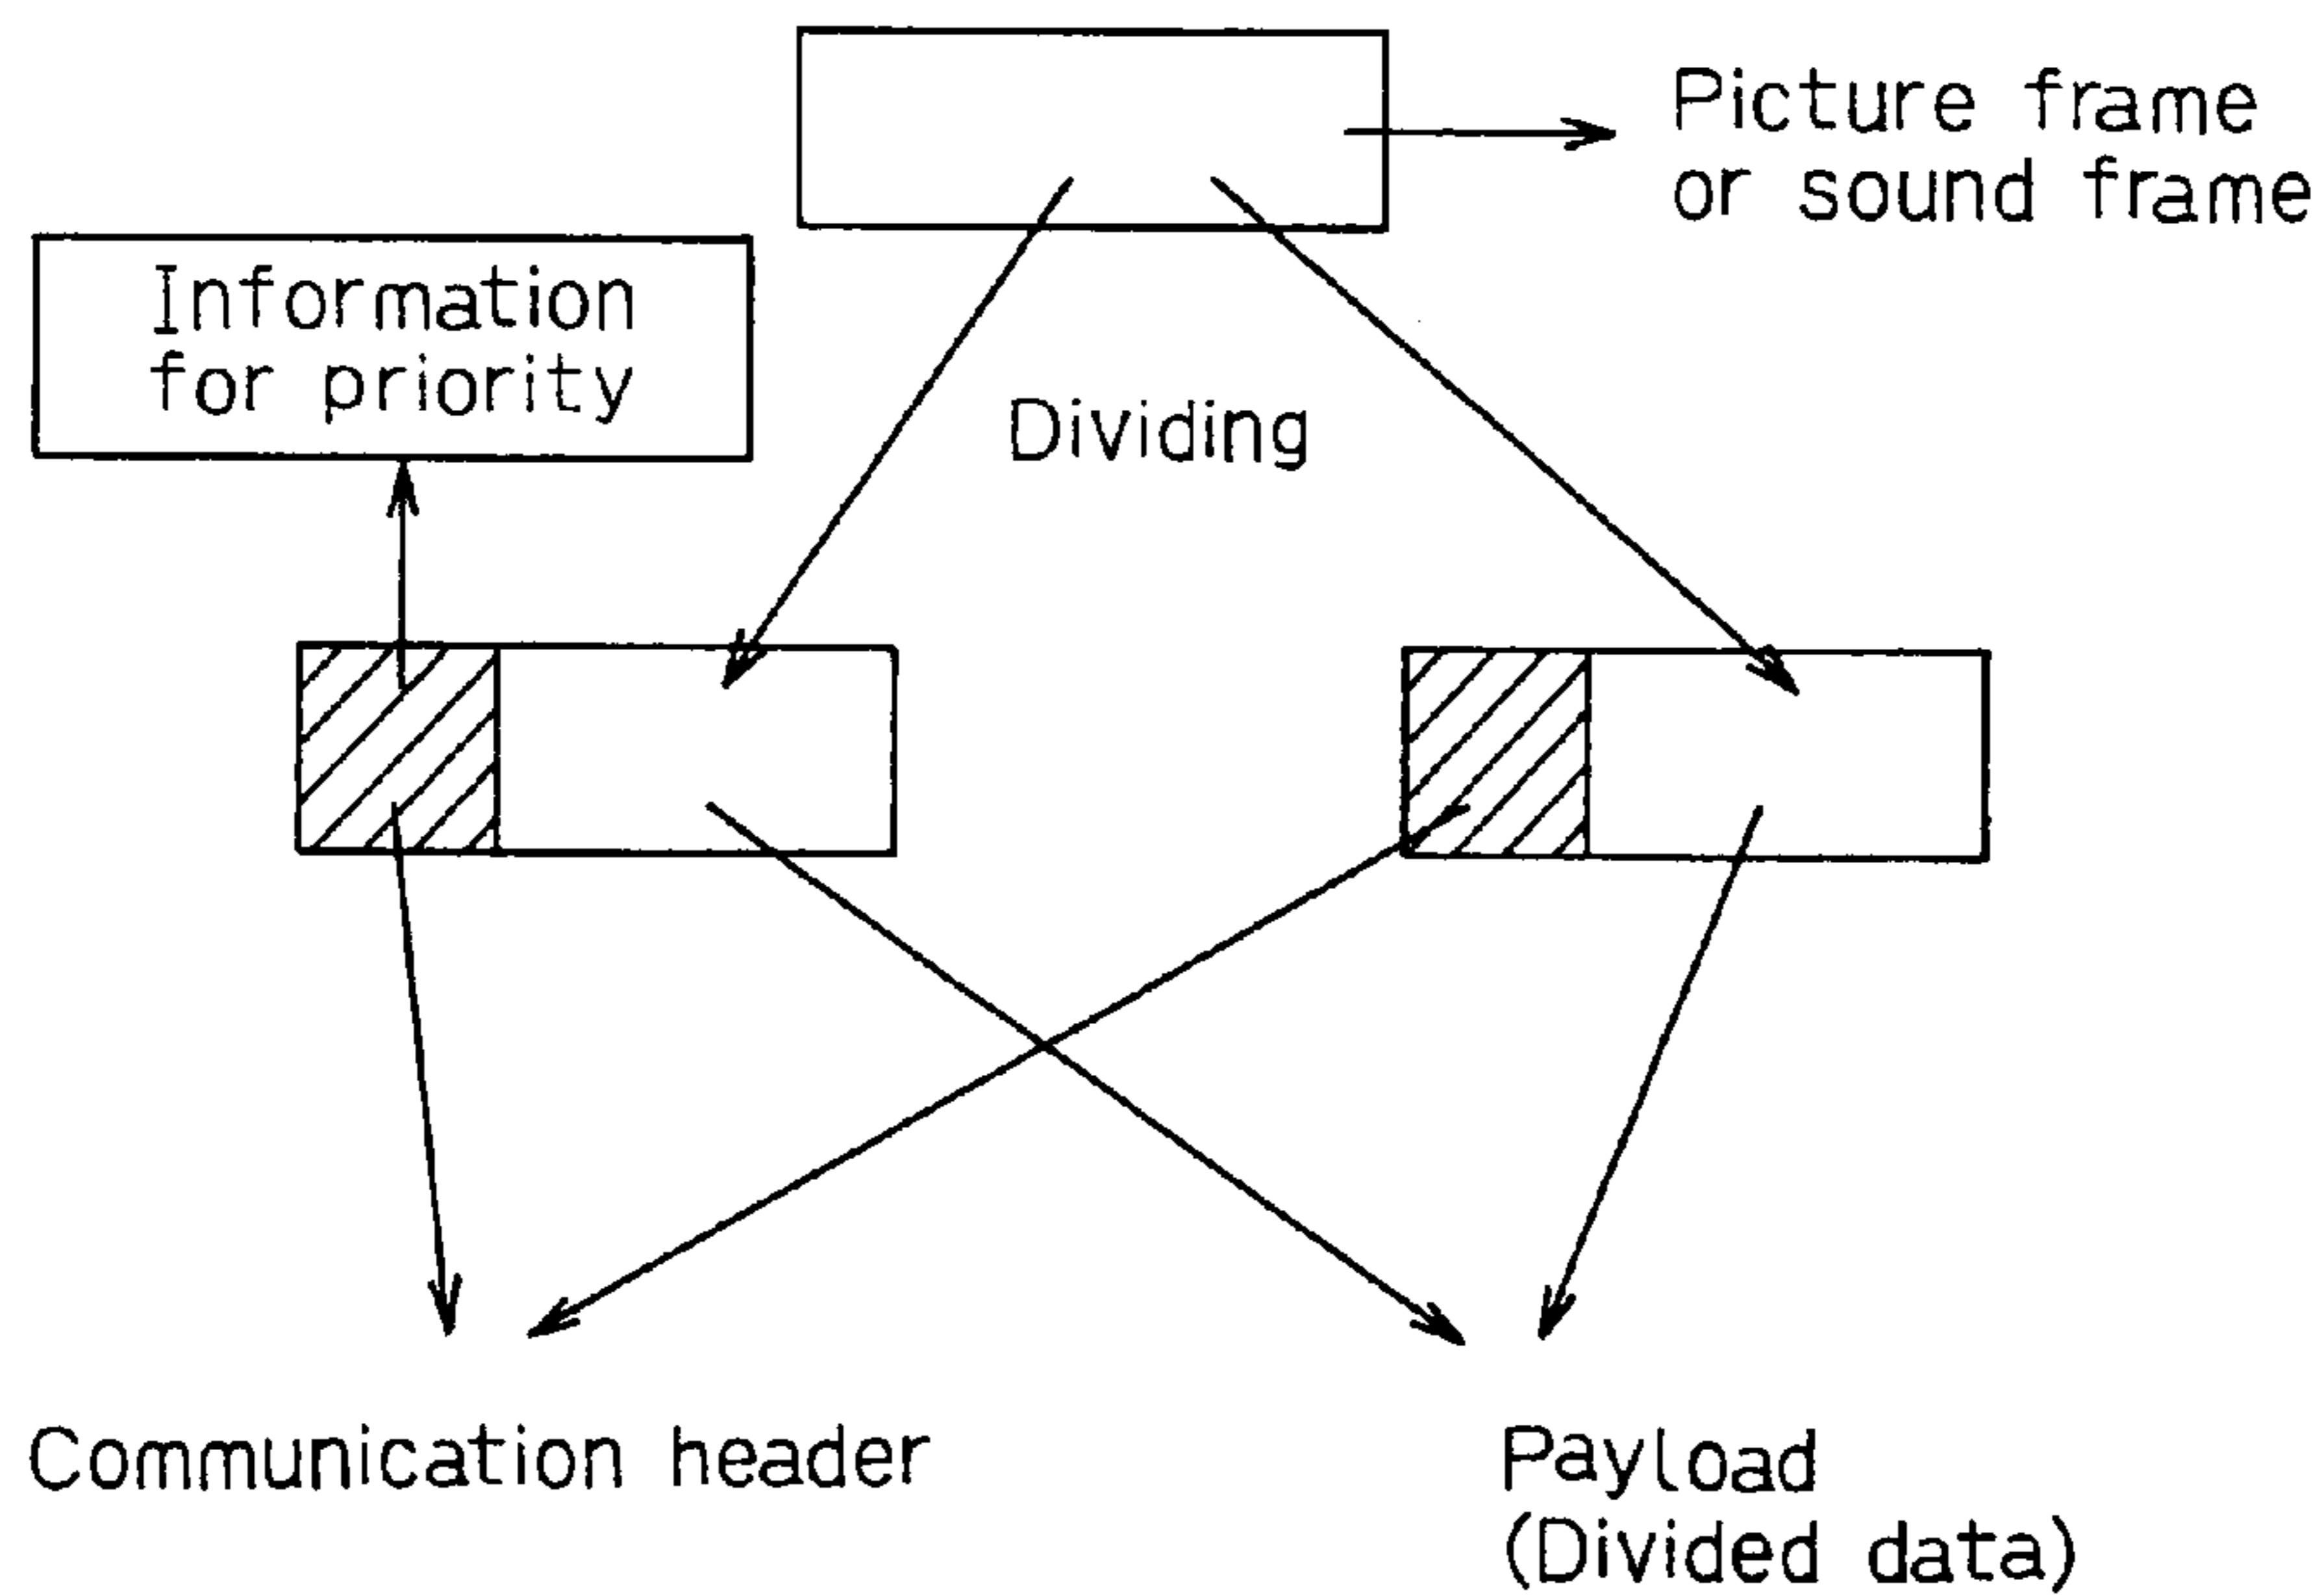 Picture frame
or sound frame
Information
for priority
Dividing
Communication header
Payload
(Divided data)